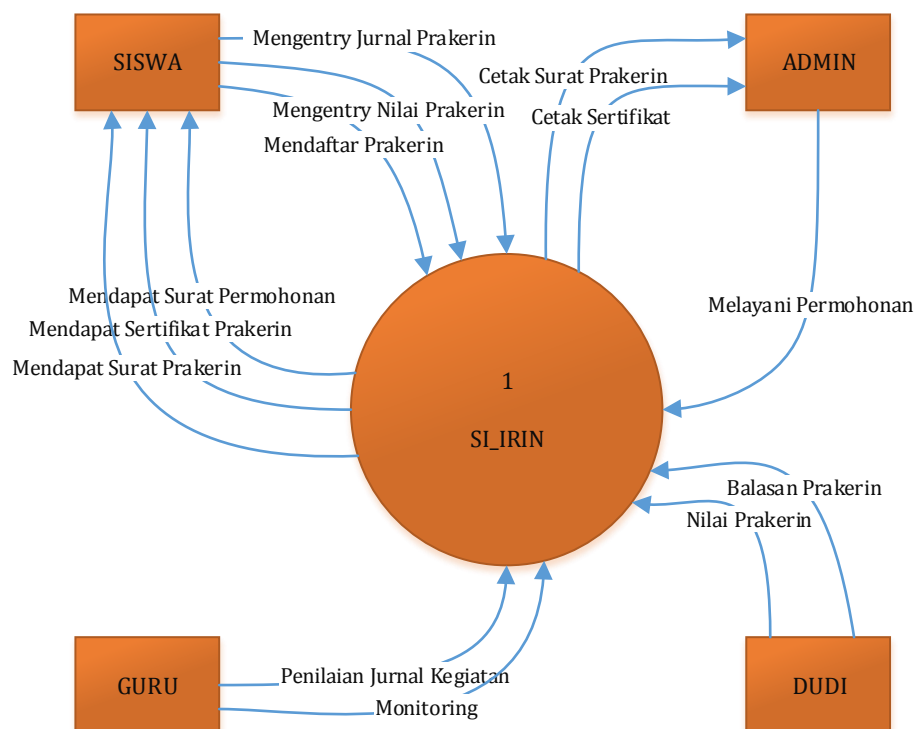 SISWA
Mengentry Jurnal Prakerin
Mengentry Nilai Prakerin
Mendaftar Prakerin
Cetak Surat Prakerin
Cetak Sertifikat
ADMIN
Melayani Permohonan
Mendapat Surat Permohonan
Mendapat Sertifikat Prakerin
Mendapat Surat Prakerin
1
SI_IRIN
Balasan Prakerin
Nilai Prakerin
GURU
Penilaian Jurnal Kegiatan
Monitoring
DUDI